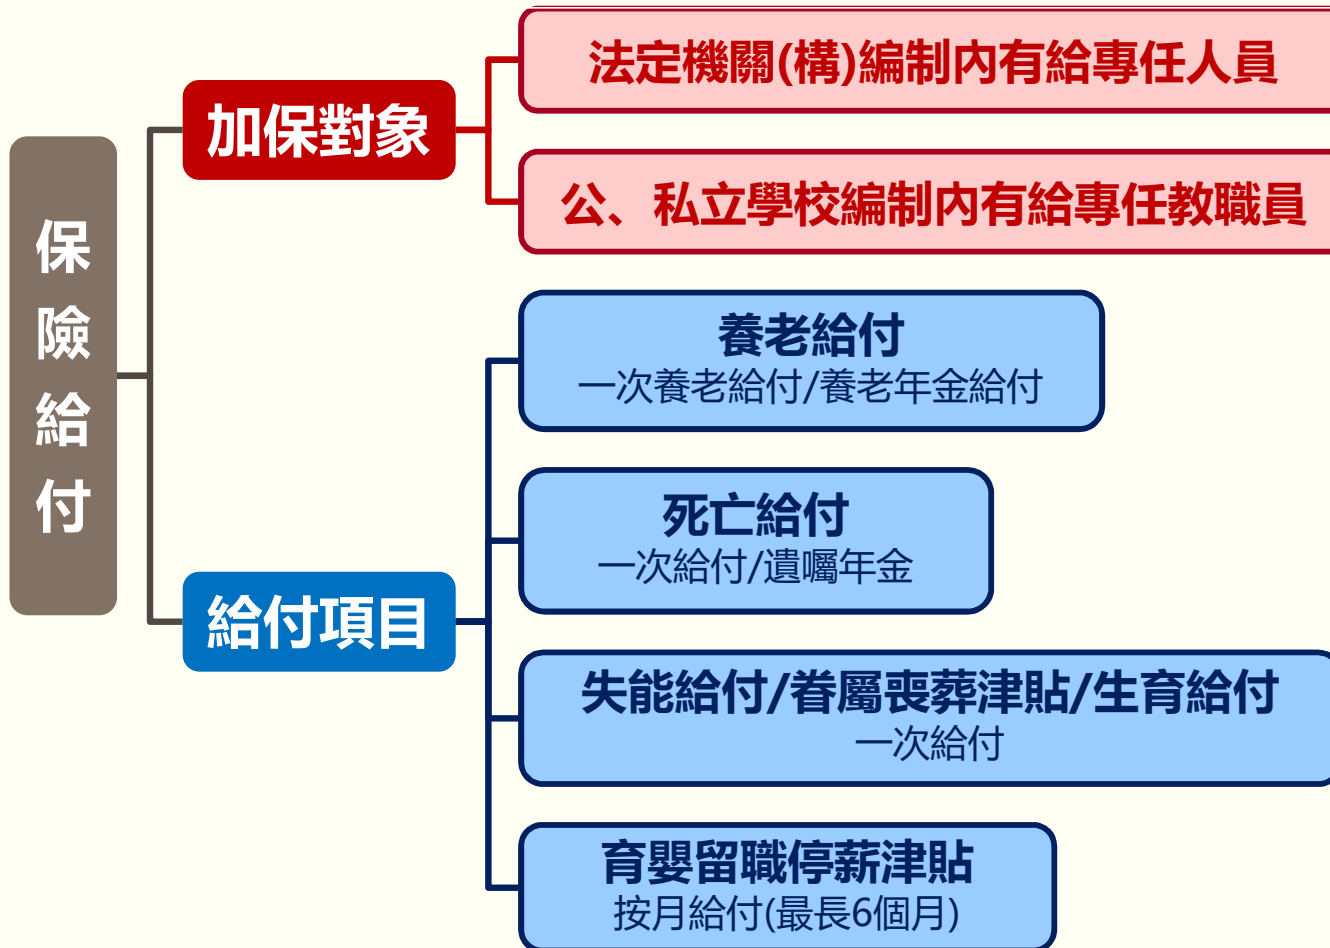 保險給付
加保對象
法定機關(構)編制內有給專任人員
公、私立學校編制內有給專任教職員
給付項目
養老給付
一次養老給付/養老年金給付
死亡給付
一次給付/遺囑年金
失能給付/眷屬喪葬津貼/生育給付
一次給付
育嬰留職停薪津貼
按月給付(最長6個月)